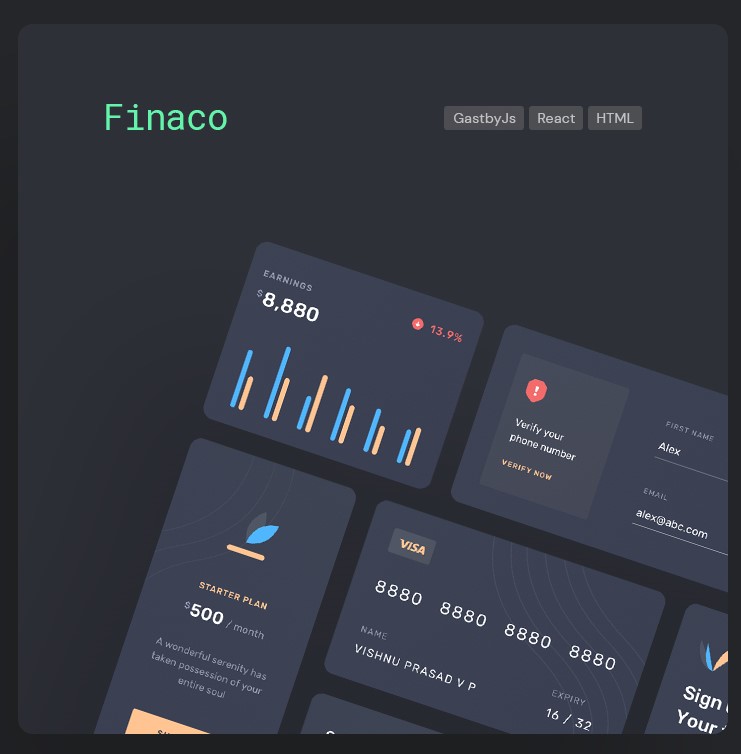 Finaco
GastbyJs React HTML
EARNINGS
$8,880
13.9%
Verify your
phone number
VERIFY NOW
FIRST NAME
Alex
EMAIL
alex@abc.com
STARTER PLAN
$500 / month
A wonderful serenity has
taken possession of your
entire soul
VISA
8880 8880 8880 8880
NAME
VISHNU PRASAD V P
EXPIRY
16 / 32
Sign
Your